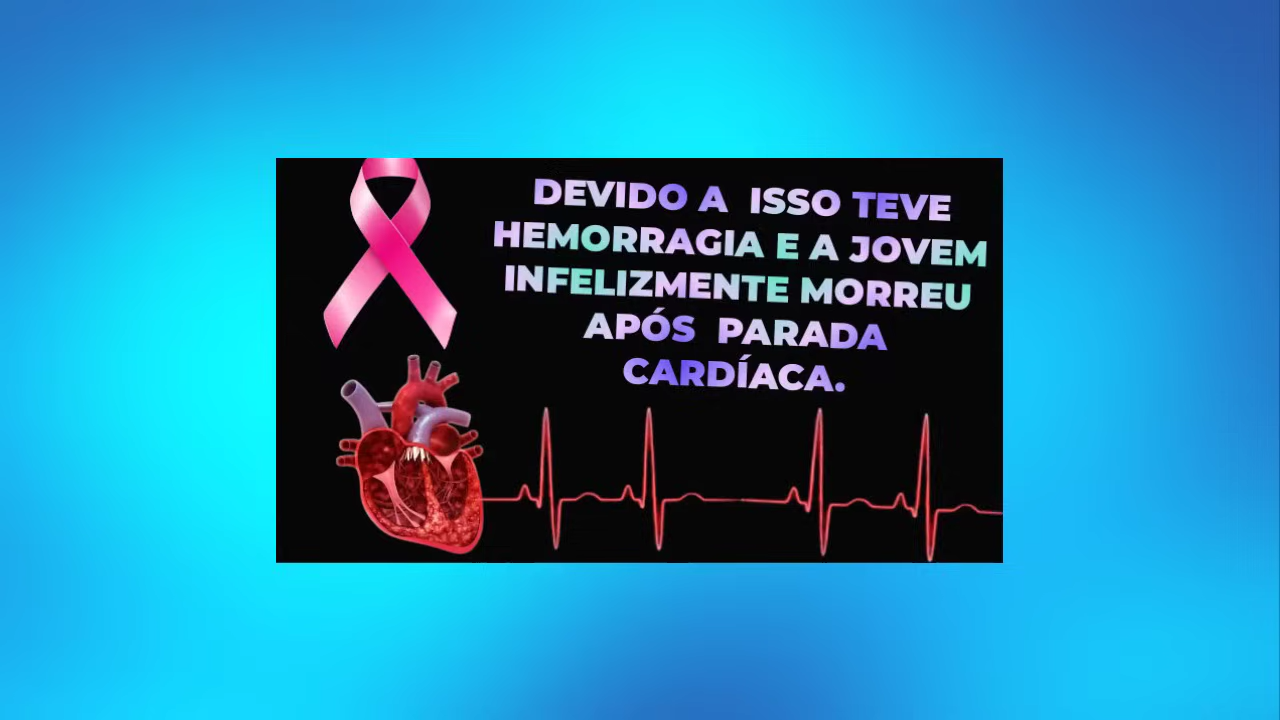 DEVIDO A ISSO TEVE
HEMORRAGIA E A JOVEM
INFELIZMENTE MORREU
APÓS PARADA
CARDÍACA.